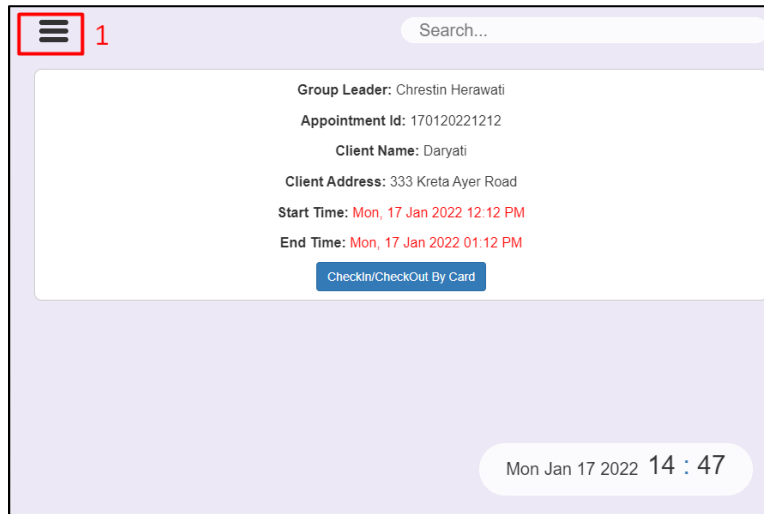 1
Search...
Group Leader: Chrestin Herawati
Appointment Id: 170120221212
Client Name: Daryati
Client Address: 333 Kreta Ayer Road
Start Time: Mon, 17 Jan 2022 12:12 PM
End Time: Mon, 17 Jan 2022 01:12 PM
CheckIn/CheckOut By Card
Mon Jan 17 2022 14 : 47